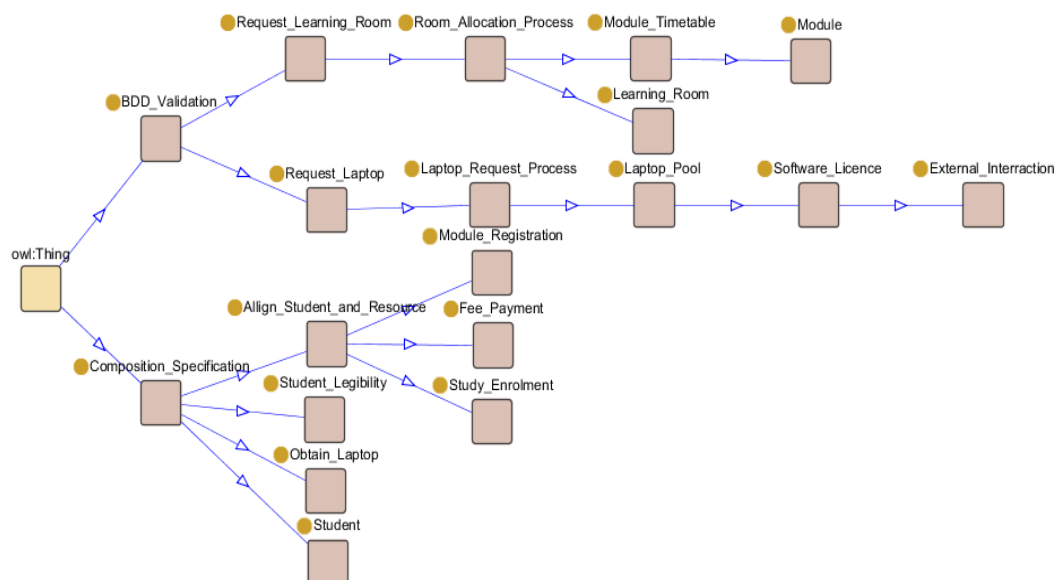 Request_Learning_Room
Room_Allocation_Process
Module_Timetable
Module
BDD_Validation
Learning_Room
Request_Laptop
Laptop_Request_Process
Laptop_Pool
Software_Licence
External_Interraction
Module_Registration
owl:Thing
Allign_Student_and_Resource
Fee_Payment
Composition_Specification
Student_Legibility
Study_Enrolment
Obtain_Laptop
Student